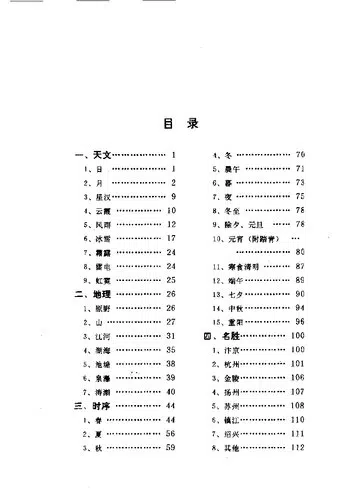 目 录
一、天文………………… 1
1、日 ………………… 1
2、月 ………………… 2
3、星汉………………… 9
4、云霞………………… 10
5、风雨………………… 12
6、冰雪………………… 17
7、霜露………………… 24
8、雷电………………… 24
9、虹霓………………… 25
二、地理………………… 26
1、原野………………… 26
2、山 ………………… 27
3、江河………………… 31
4、湖海………………… 35
5、池塘………………… 38
6、泉瀑………………… 39
7、涛潮………………… 40
三、时序………………… 44
1、春 ………………… 44
2、夏 ………………… 56
3、秋 ………………… 59
4、冬 ………………… 70
5、晨午 ………………… 71
6、暮 ………………… 73
7、夜 ………………… 75
8、冬至 ………………… 78
9、除夕、元旦 …… 78
10、元宵（附踏青） …
………………… 80
11、寒食清明 ……… 87
12、端午 ………………… 89
13、七夕 ………………… 90
14、中秋 ………………… 94
15、重阳 ………………… 96
四、名胜………………… 100
1、汴京………………… 100
2、杭州………………… 101
3、金陵………………… 106
4、扬州………………… 107
5、苏州………………… 108
6、镇江………………… 110
7、绍兴………………… 111
8、其他………………… 112